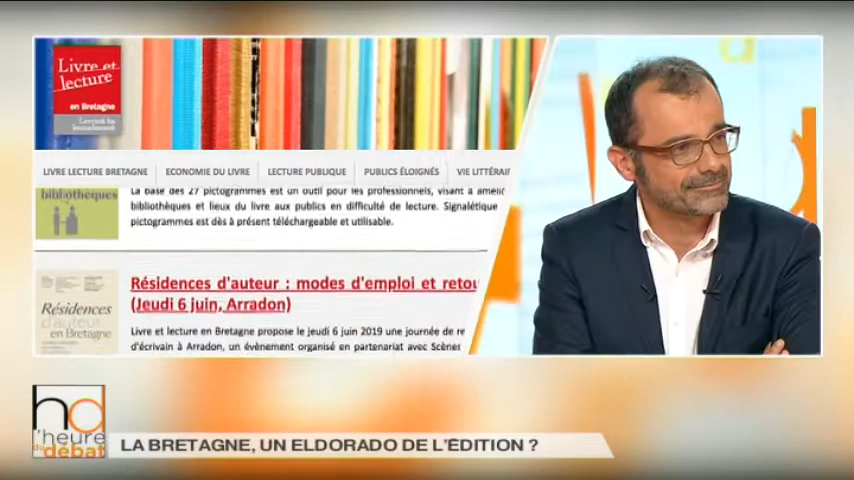 Livre et
lecture
en Bretagne
LIVRE LECTURE BRETAGNE
ECONOMIE DU LIVRE
LECTURE PUBLIQUE
PUBLICS ÉLOIGNÉS
VIE LITTÉRAIR
bibliothèques
La base des 27 pictogrammes est un outil pour les professionnels, visant à amélic
bibliothèques et lieux du livre aux publics en difficulté de lecture. Signalétique
pictogrammes est dès à présent téléchargeable et utilisable.
Résidences
d'auteur
en Bretagne
Résidences d'auteur : modes d'emploi et retou
(Jeudi 6 juin, Arradon)
Livre et lecture en Bretagne propose le jeudi 6 juin 2019 une journée de re
d'écrivain à Arradon, un évènement organisé en partenariat avec Scènes
hd
l'heure
du débat
LA BRETAGNE, UN ELDORADO DE L'ÉDITION ?